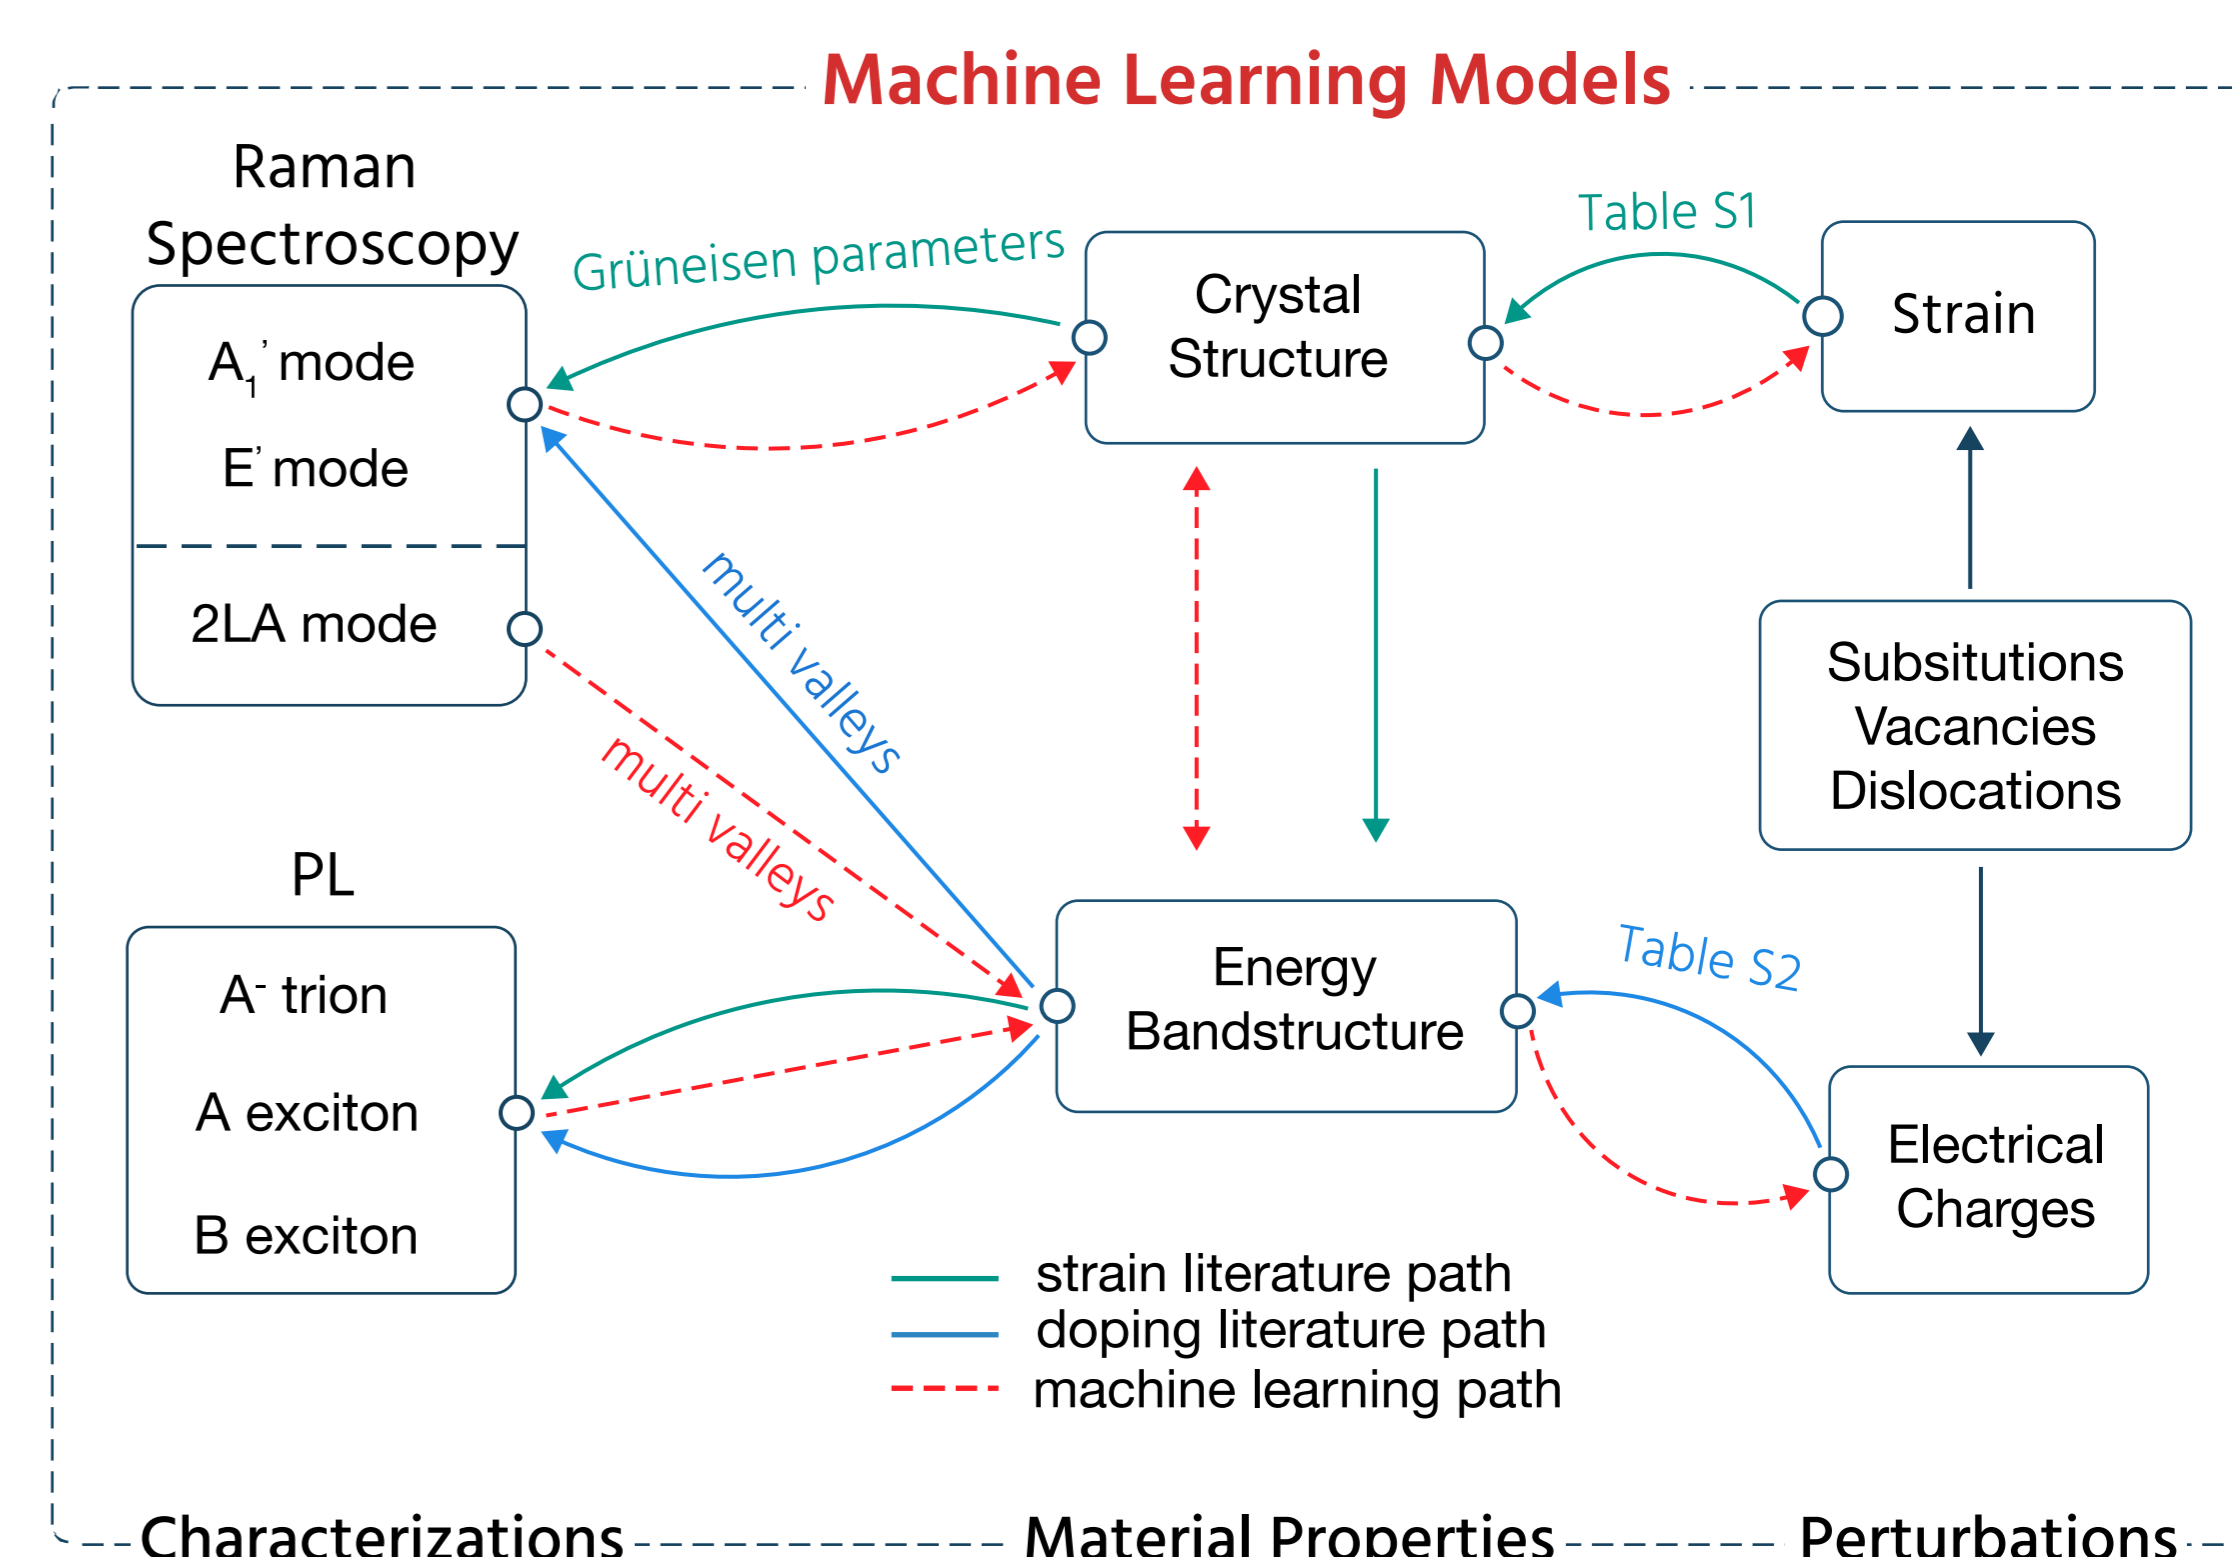 Machine Learning Models
Raman
Spectroscopy
A₁’ mode
E’ mode
2LA mode
Grüneisen parameters
Crystal
Structure
Table S1
Strain
multi valleys
multi valleys
Subsitutions
Vacancies
Dislocations
PL
A⁻ trion
A exciton
B exciton
Energy
Bandstructure
Table S2
Electrical
Charges
strain literature path
doping literature path
machine learning path
Characterizations
Material Properties
Perturbations